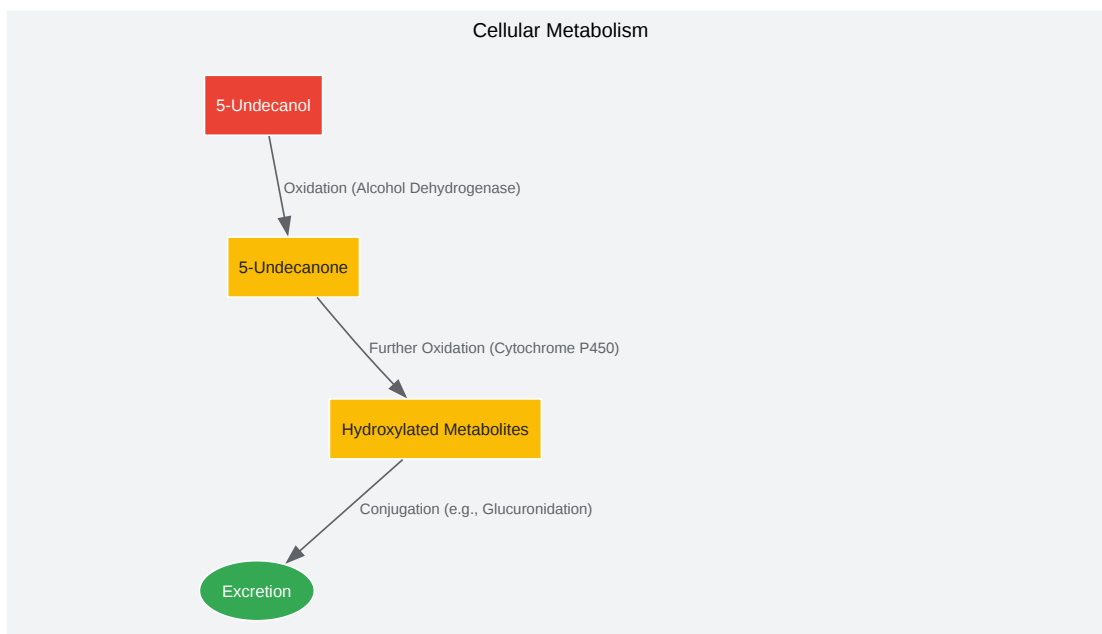 Cellular Metabolism
5-Undecanol
Oxidation (Alcohol Dehydrogenase)
5-Undecanone
Further Oxidation (Cytochrome P450)
Hydroxylated Metabolites
Conjugation (e.g., Glucuronidation)
Excretion